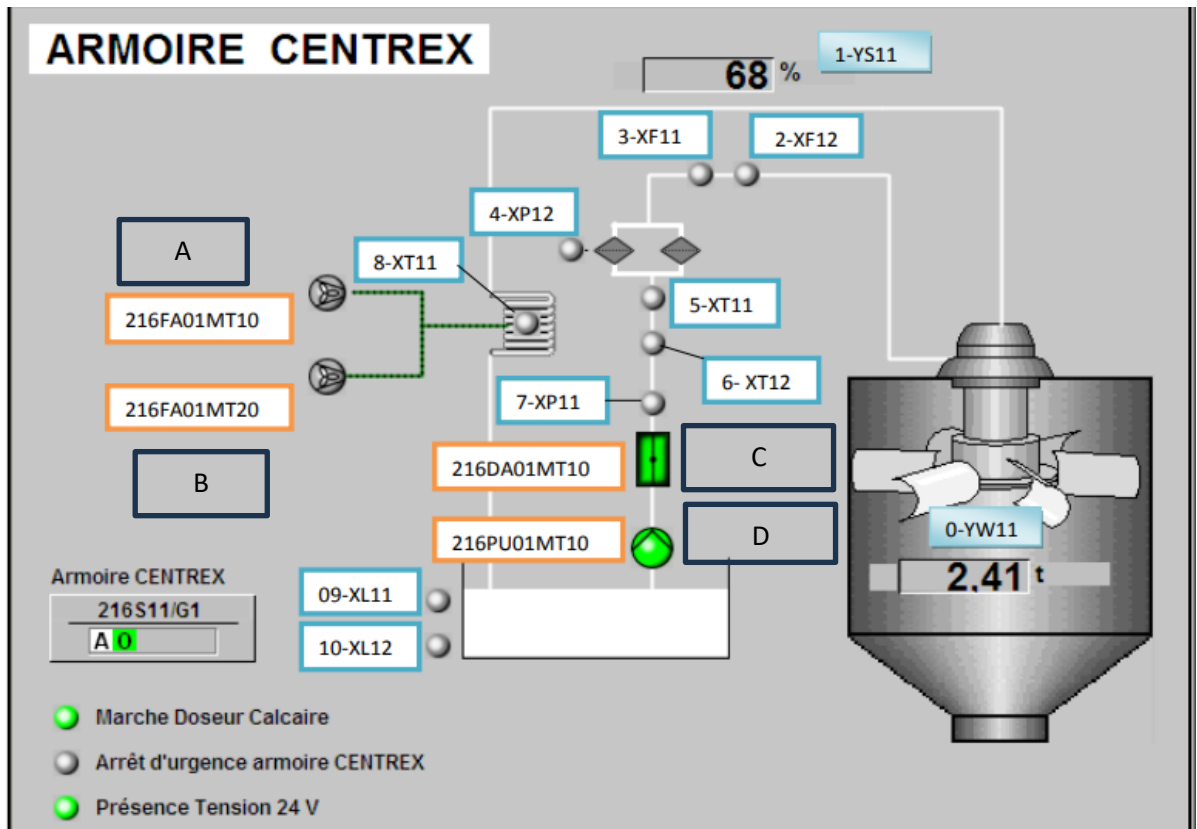 ARMOIRE CENTREX
68 %
1-YS11
3-XF11
2-XF12
4-XP12
A
8-XT11
5-XT11
216FA01MT10
6- XT12
7-XP11
216FA01MT20
C
216DA01MT10
B
D
0-YW11
216PU01MT10
2,41 t
Armoire CENTREX
09-XL11
216S11/G1
A O
10-XL12
Marche Doseur Calcaire
Arrêt d'urgence armoire CENTREX
Présence Tension 24 V